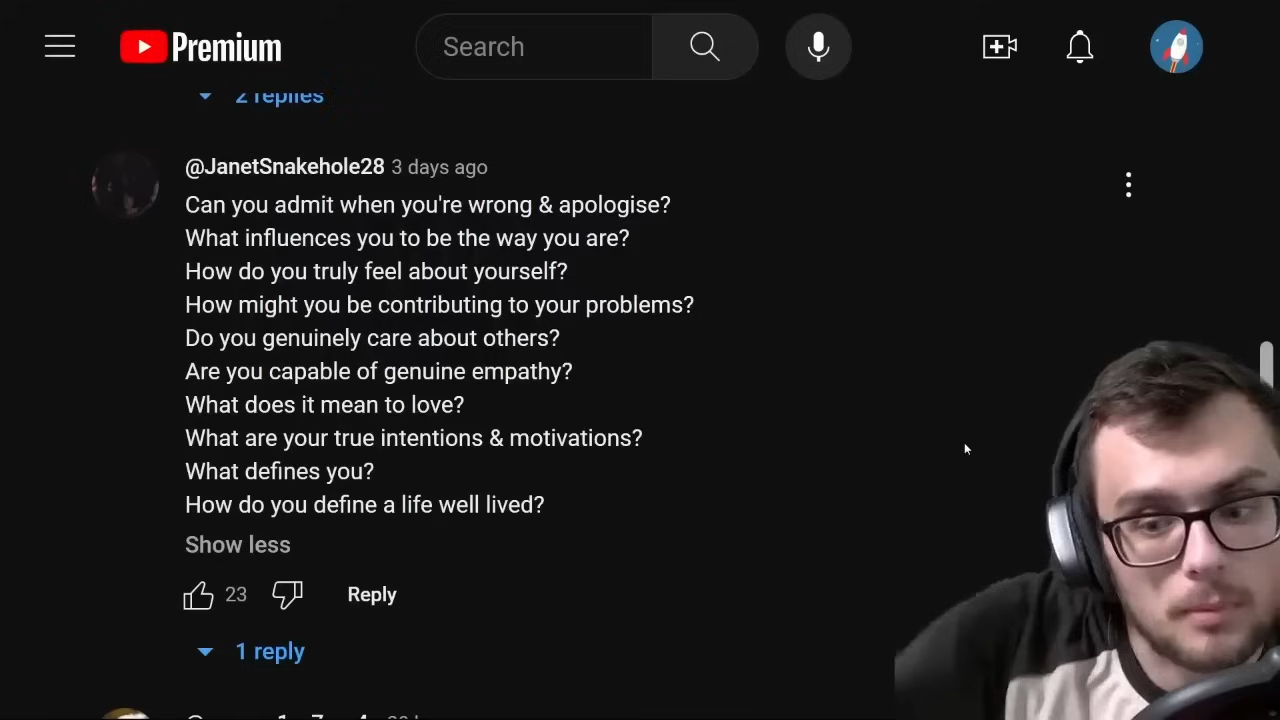 Premium
Search
2 replies
@JanetSnakehole28 3 days ago
Can you admit when you're wrong & apologise?
What influences you to be the way you are?
How do you truly feel about yourself?
How might you be contributing to your problems?
Do you genuinely care about others?
Are you capable of genuine empathy?
What does it mean to love?
What are your true intentions & motivations?
What defines you?
How do you define a life well lived?
Show less
23 Reply
1 reply